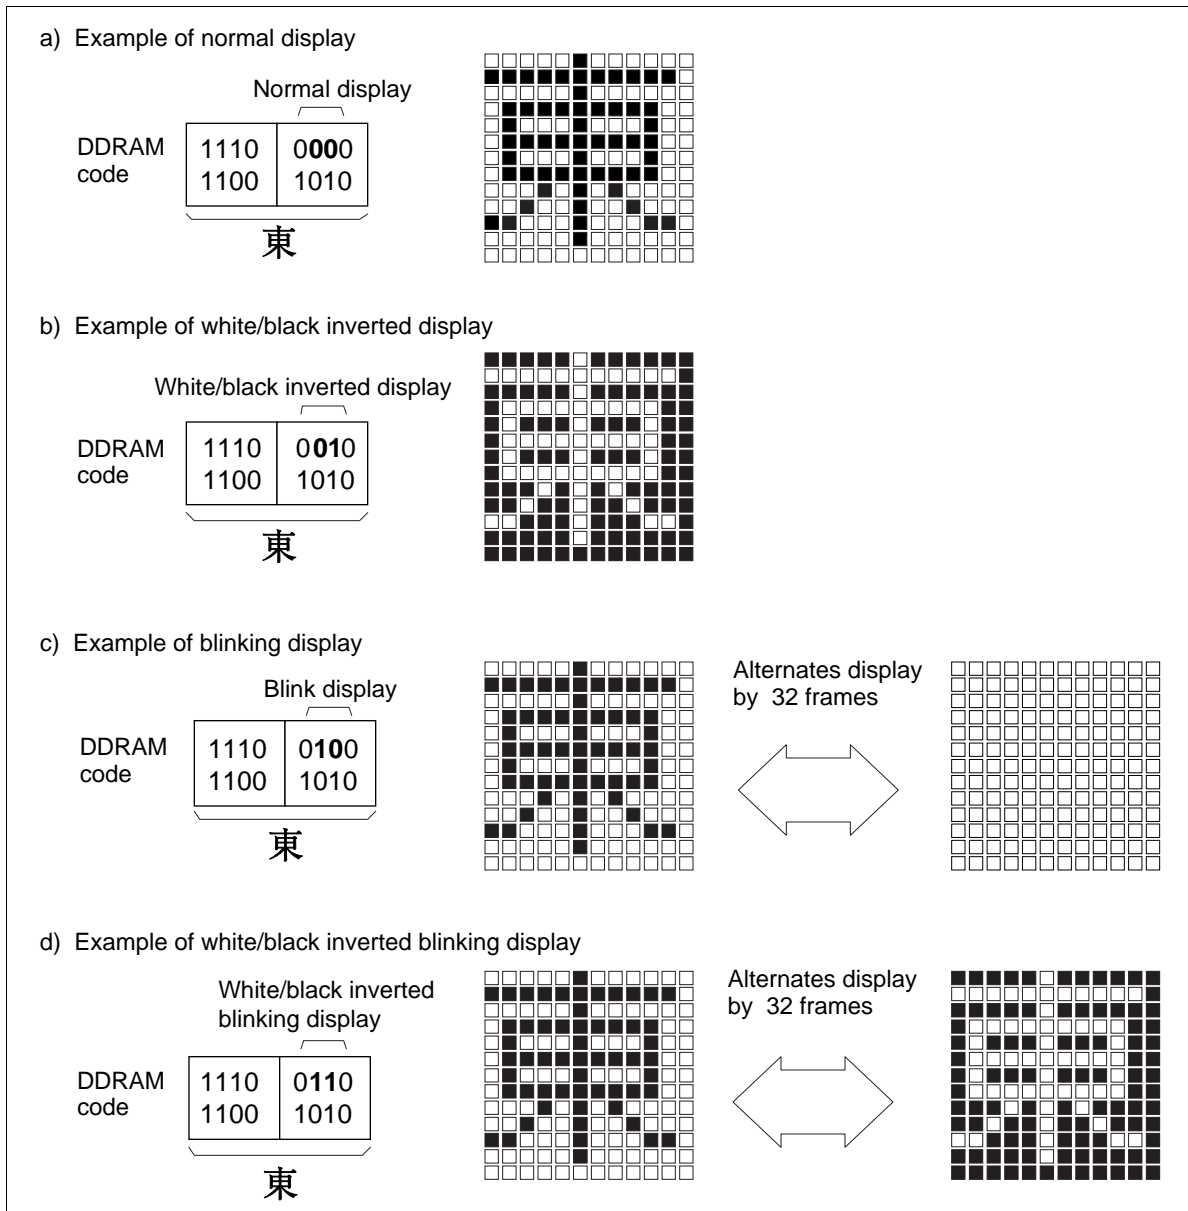 a) Example of normal display
Normal display
DDRAM code
1110 0000
1100 1010
東
b) Example of white/black inverted display
White/black inverted display
DDRAM code
1110 0010
1100 1010
東
c) Example of blinking display
Blink display
DDRAM code
1110 0100
1100 1010
東
Alternates display
by 32 frames
d) Example of white/black inverted blinking display
White/black inverted
blinking display
DDRAM code
1110 0110
1100 1010
東
Alternates display
by 32 frames